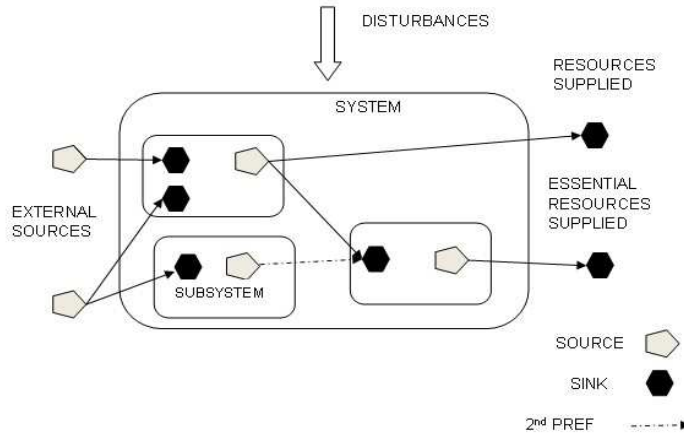 DISTURBANCES
RESOURCES
SUPPLIED
SYSTEM
EXTERNAL
SOURCES
ESSENTIAL
RESOURCES
SUPPLIED
SUBSYSTEM
SOURCE
SINK
2nd PREF